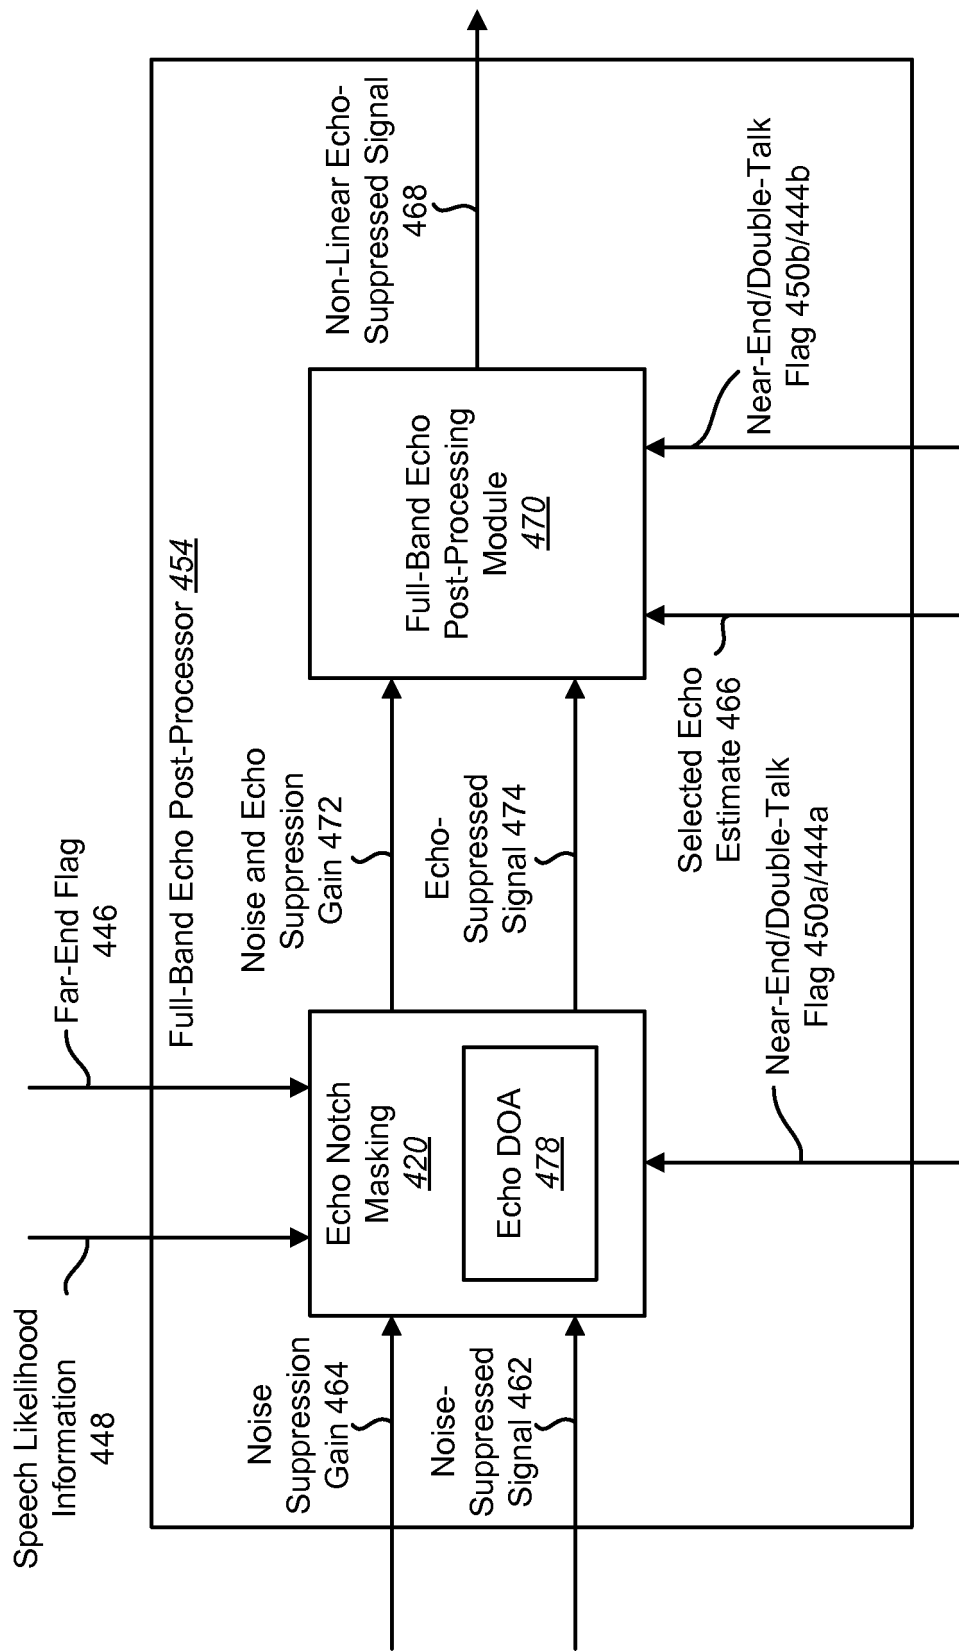 Speech Likelihood
Information
448
Far-End Flag
446
Full-Band Echo Post-Processor 454
Noise
Suppression
Gain 464
Noise-
Suppressed
Signal 462
Echo Notch
Masking
420
Echo DOA
478
Noise and Echo
Suppression
Gain 472
Echo-
Suppressed
Signal 474
Full-Band Echo
Post-Processing
Module
470
Non-Linear Echo-
Suppressed Signal
468
Near-End/Double-Talk
Flag 450a/444a
Selected Echo
Estimate 466
Near-End/Double-Talk
Flag 450b/444b